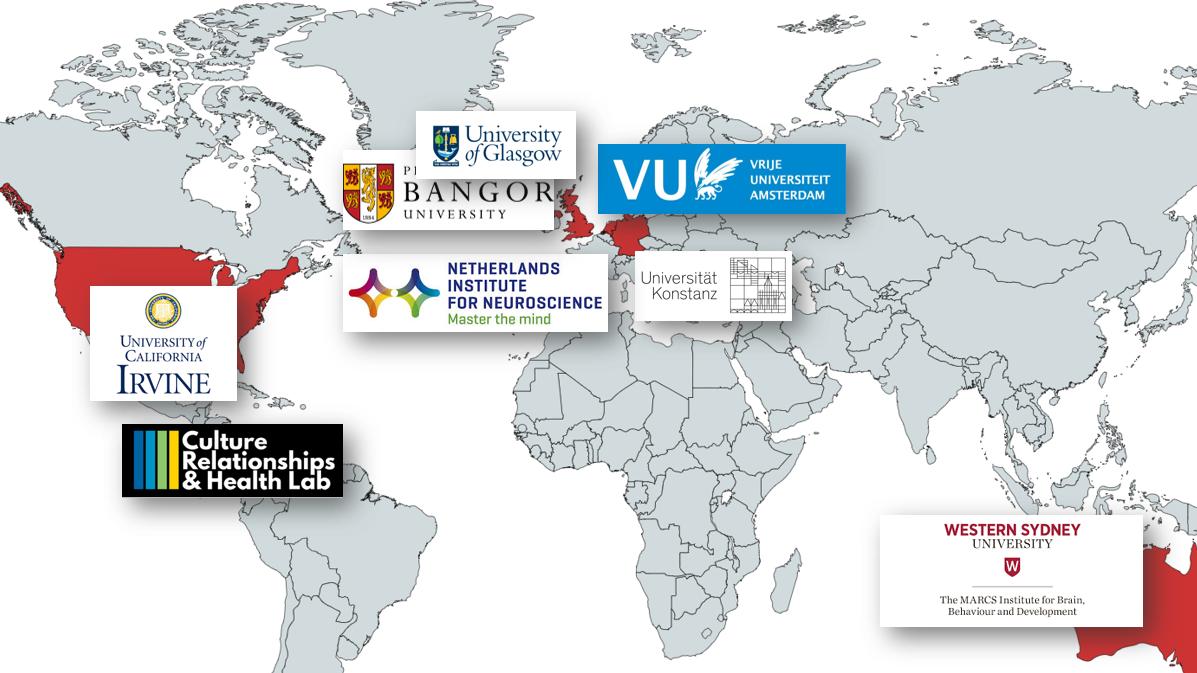 University
of Glasgow
BANGOR
UNIVERSITY
1884
VU
VRIJE
UNIVERSITEIT
AMSTERDAM
NETHERLANDS
INSTITUTE
FOR NEUROSCIENCE
Master the mind
Universität
Konstanz
UNIVERSITY of
CALIFORNIA
IRVINE
Culture
Relationships
& Health Lab
WESTERN SYDNEY
UNIVERSITY
W
The MARCS Institute for Brain,
Behaviour and Development